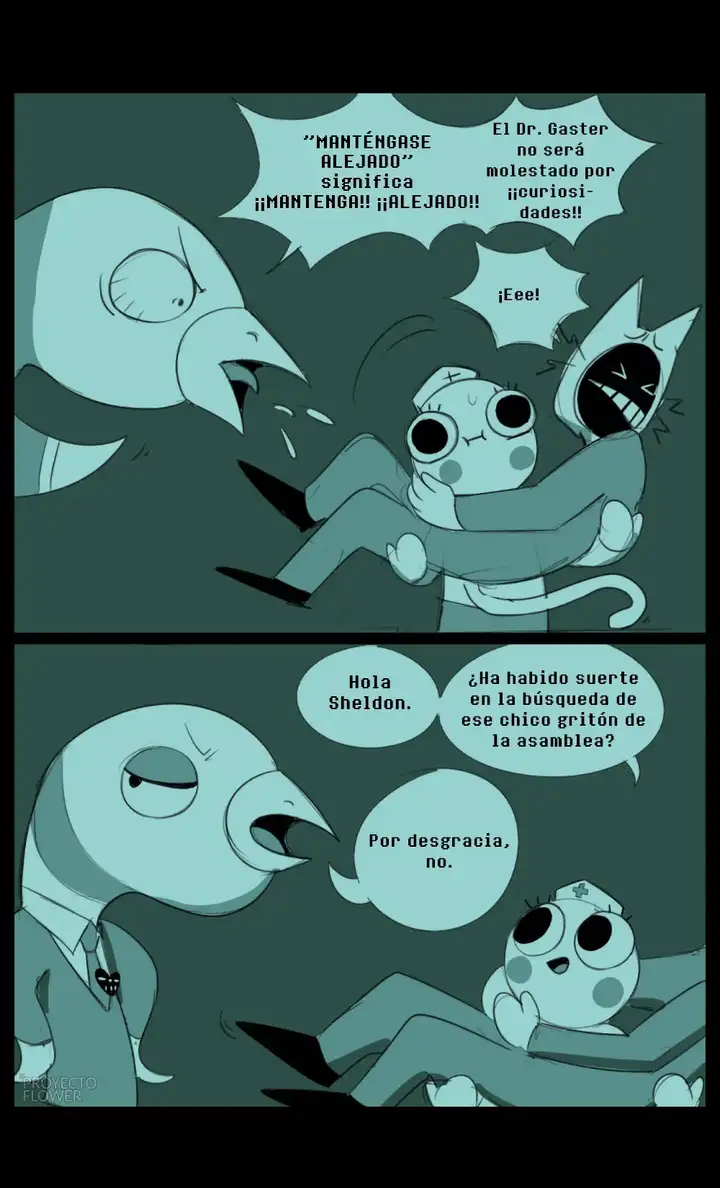 "MANTÉNGASE
ALEJADO"
significa
¡¡MANTENGA!! ¡¡ALEJADO!!
El Dr. Gaster
no será
molestado por
¡¡curiosi-
dades!!
¡Eee!
Hola
Sheldon.
¿Ha habido suerte
en la búsqueda de
ese chico gritón de
la asamblea?
Por desgracia,
no.
PROYECTO
FLOWER